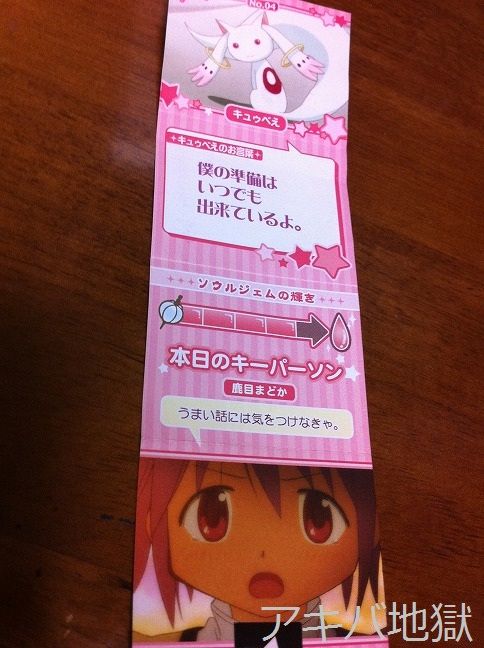 No.04
キュゥべえ
キュゥべえのお言葉
僕の準備は
いつでも
出来ているよ。
ソウルジェムの輝き
本日のキーパーソン
鹿目まどか
うまい話には気をつけなきゃ。
アキバ地獄